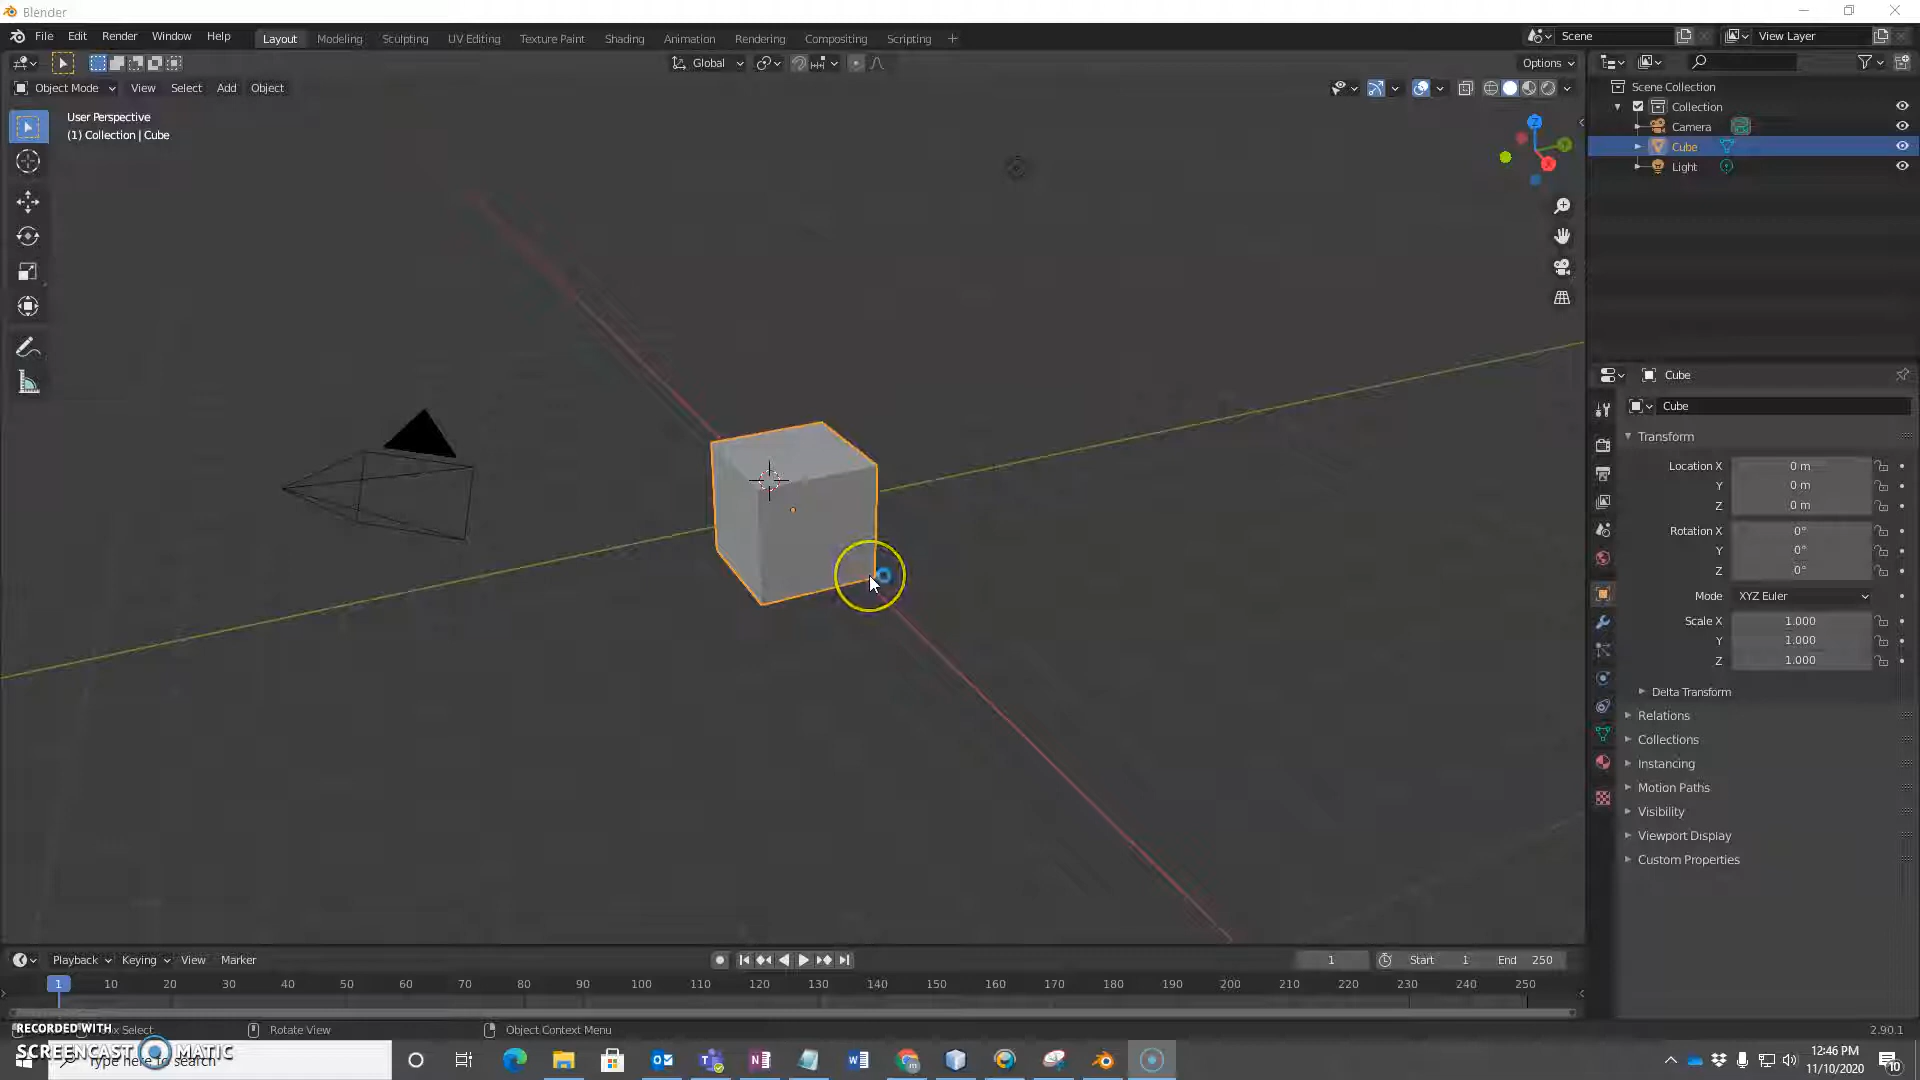 Blender
File Edit Render Window Help Layout Modeling Sculpting UV Editing Texture Paint Shading Animation Rendering Compositing Scripting + Scene View Layer
Global Options
Object Mode View Select Add Object
User Perspective
(1) Collection | Cube
Z
Y
X
Scene Collection
Collection
Camera
Cube
Light
Cube
Cube
Transform
Location X 0 m
Y 0 m
Z 0 m
Rotation X 0°
Y 0°
Z 0°
Mode XYZ Euler
Scale X 1.000
Y 1.000
Z 1.000
Delta Transform
Relations
Collections
Instancing
Motion Paths
Visibility
Viewport Display
Custom Properties
Playback Keying View Marker 1 Start 1 End 250
1 10 20 30 40 50 60 70 80 90 100 110 120 130 140 150 160 170 180 190 200 210 220 230 240 250
Select Rotate View Object Context Menu 2.90.1
RECORDED WITH
SCREENCAST MATIC
Type here to search
12:46 PM
11/10/2020
10